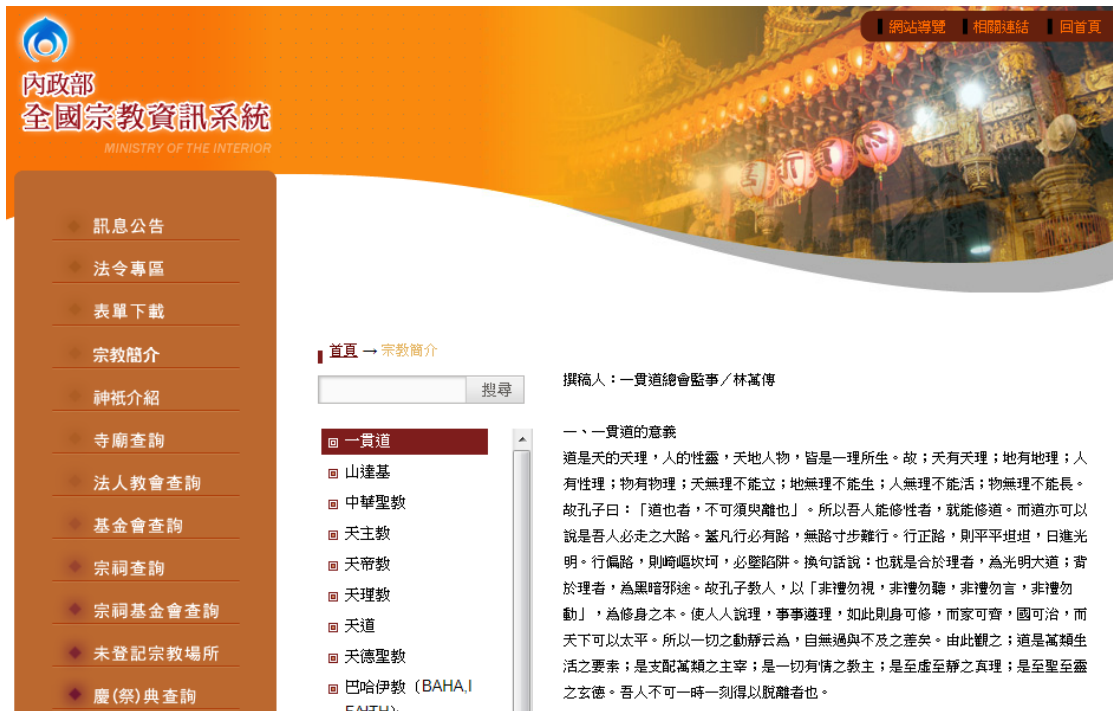 網站導覽 相關連結 回首頁
內政部
全國宗教資訊系統
MINISTRY OF THE INTERIOR
訊息公告
法令專區
表單下載
宗教簡介
神祇介紹
寺廟查詢
法人教會查詢
基金會查詢
宗祠查詢
宗祠基金會查詢
未登記宗教場所
慶(祭)典查詢
首頁 → 宗教簡介
搜尋
一貫道
山達基
中華聖教
天主教
天帝教
天理教
天道
天德聖教
巴哈伊教 (BAHA,I
FAITH)
撰稿人:一貫道總會監事/林萬傳
一、一貫道的意義
道是天的天理,人的性靈,天地人物,皆是一理所生。故;天有天理;地有地理;人
有性理;物有物理;天無理不能立;地無理不能生;人無理不能活;物無理不能長。
故孔子曰:「道也者,不可須臾離也」。所以吾人能修性者,就能修道。而道亦可以
說是吾人必走之大路。蓋凡行必有路,無路寸步難行。行正路,則平平坦坦,日進光
明。行偏路,則崎嶇坎坷,必墜陷阱。換句話說:也就是合於理者,為光明大道;背
於理者,為黑暗邪途。故孔子教人,以「非禮勿視,非禮勿聽,非禮勿言,非禮勿
動」,為修身之本。使人人說理,事事遵理,如此則身可修,而家可齊,國可治,而
天下可以太平。所以一切之動靜云為,自無過與不及之差矣。由此觀之;道是萬類生
活之要素;是支配萬類之主宰;是一切有情之教主;是至虛至靜之真理;是至聖至靈
之玄德。吾人不可一時一刻得以脫離者也。